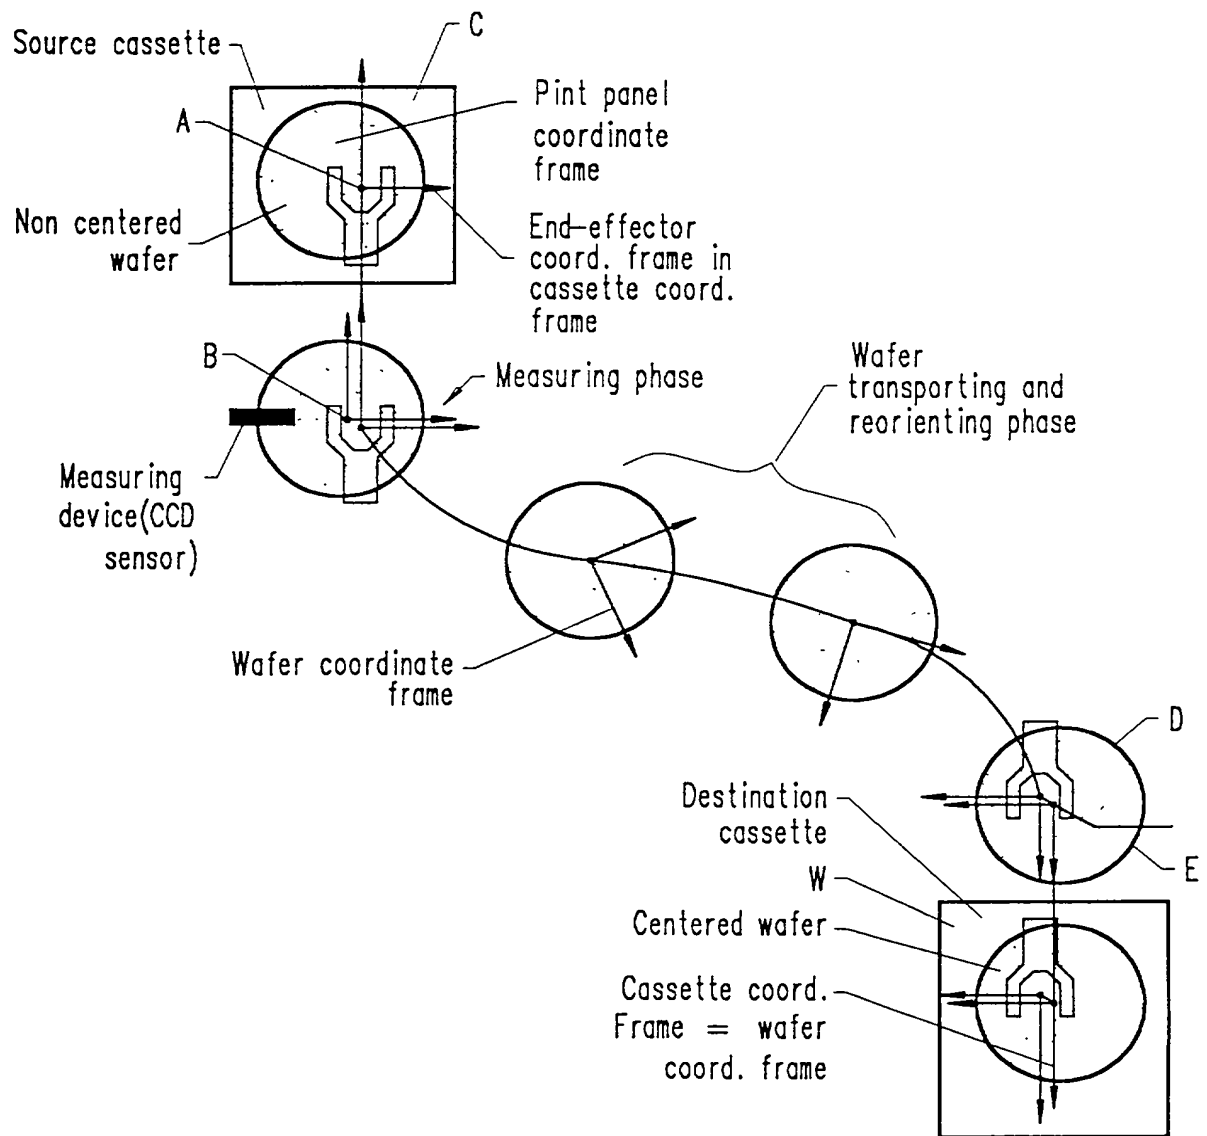 Source cassette
C
A
Pint panel
coordinate
frame
Non centered
wafer
End-effector
coord. frame in
cassette coord.
frame
B
Measuring phase
Wafer
transporting and
reorienting phase
Measuring
device(CCD
sensor)
Wafer coordinate
frame
D
Destination
cassette
E
W
Centered wafer
Cassette coord.
Frame = wafer
coord. frame